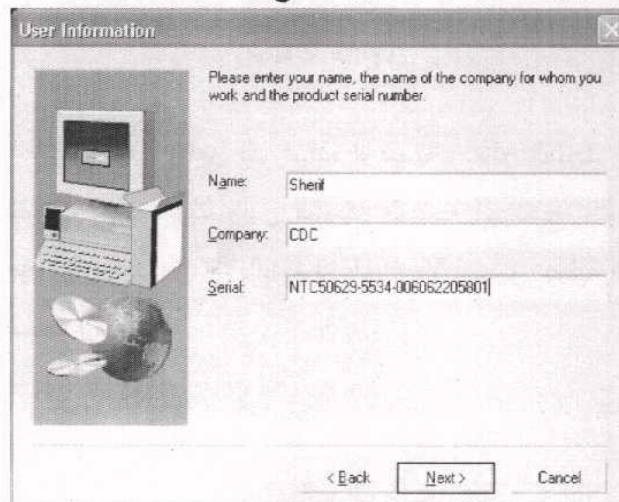 User Information
Please enter your name, the name of the company for whom you
work and the product serial number.
Name: Sherif
Company: CDC
Serial: NTC50629-5534-006062205801
< Back Next > Cancel